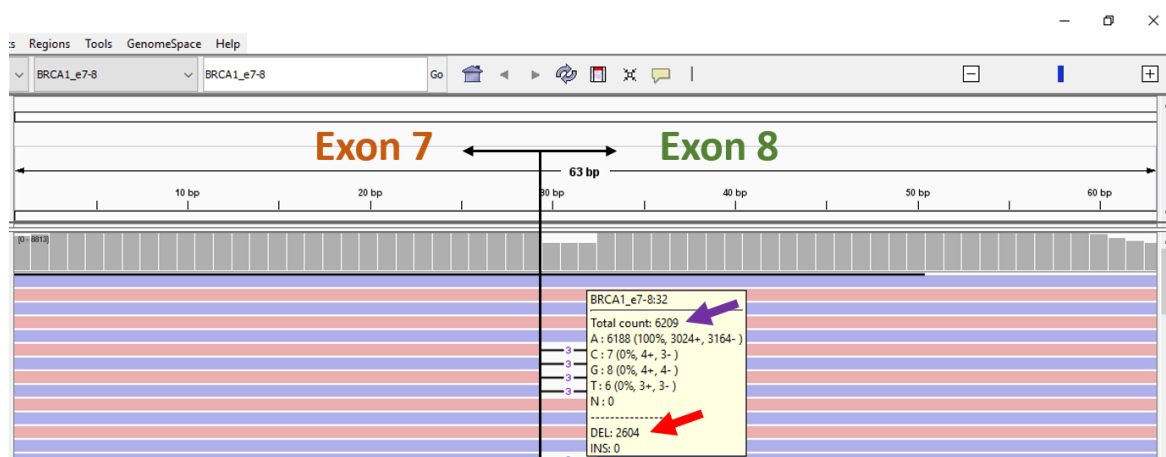 s Regions Tools GenomeSpace Help
BRCA1_e7-8 BRCA1_e7-8 Go
Exon 7 Exon 8
63 bp
10 bp 20 bp 30 bp 40 bp 50 bp 60 bp
[0 - 8813]
BRCA1_e7-8:32
Total count: 6209
A : 6188 (100%, 3024+, 3164- )
C : 7 (0%, 4+, 3- )
G : 8 (0%, 4+, 4- )
T : 6 (0%, 3+, 3- )
N : 0
----------------
DEL: 2604
INS: 0
3
3
3
3
3